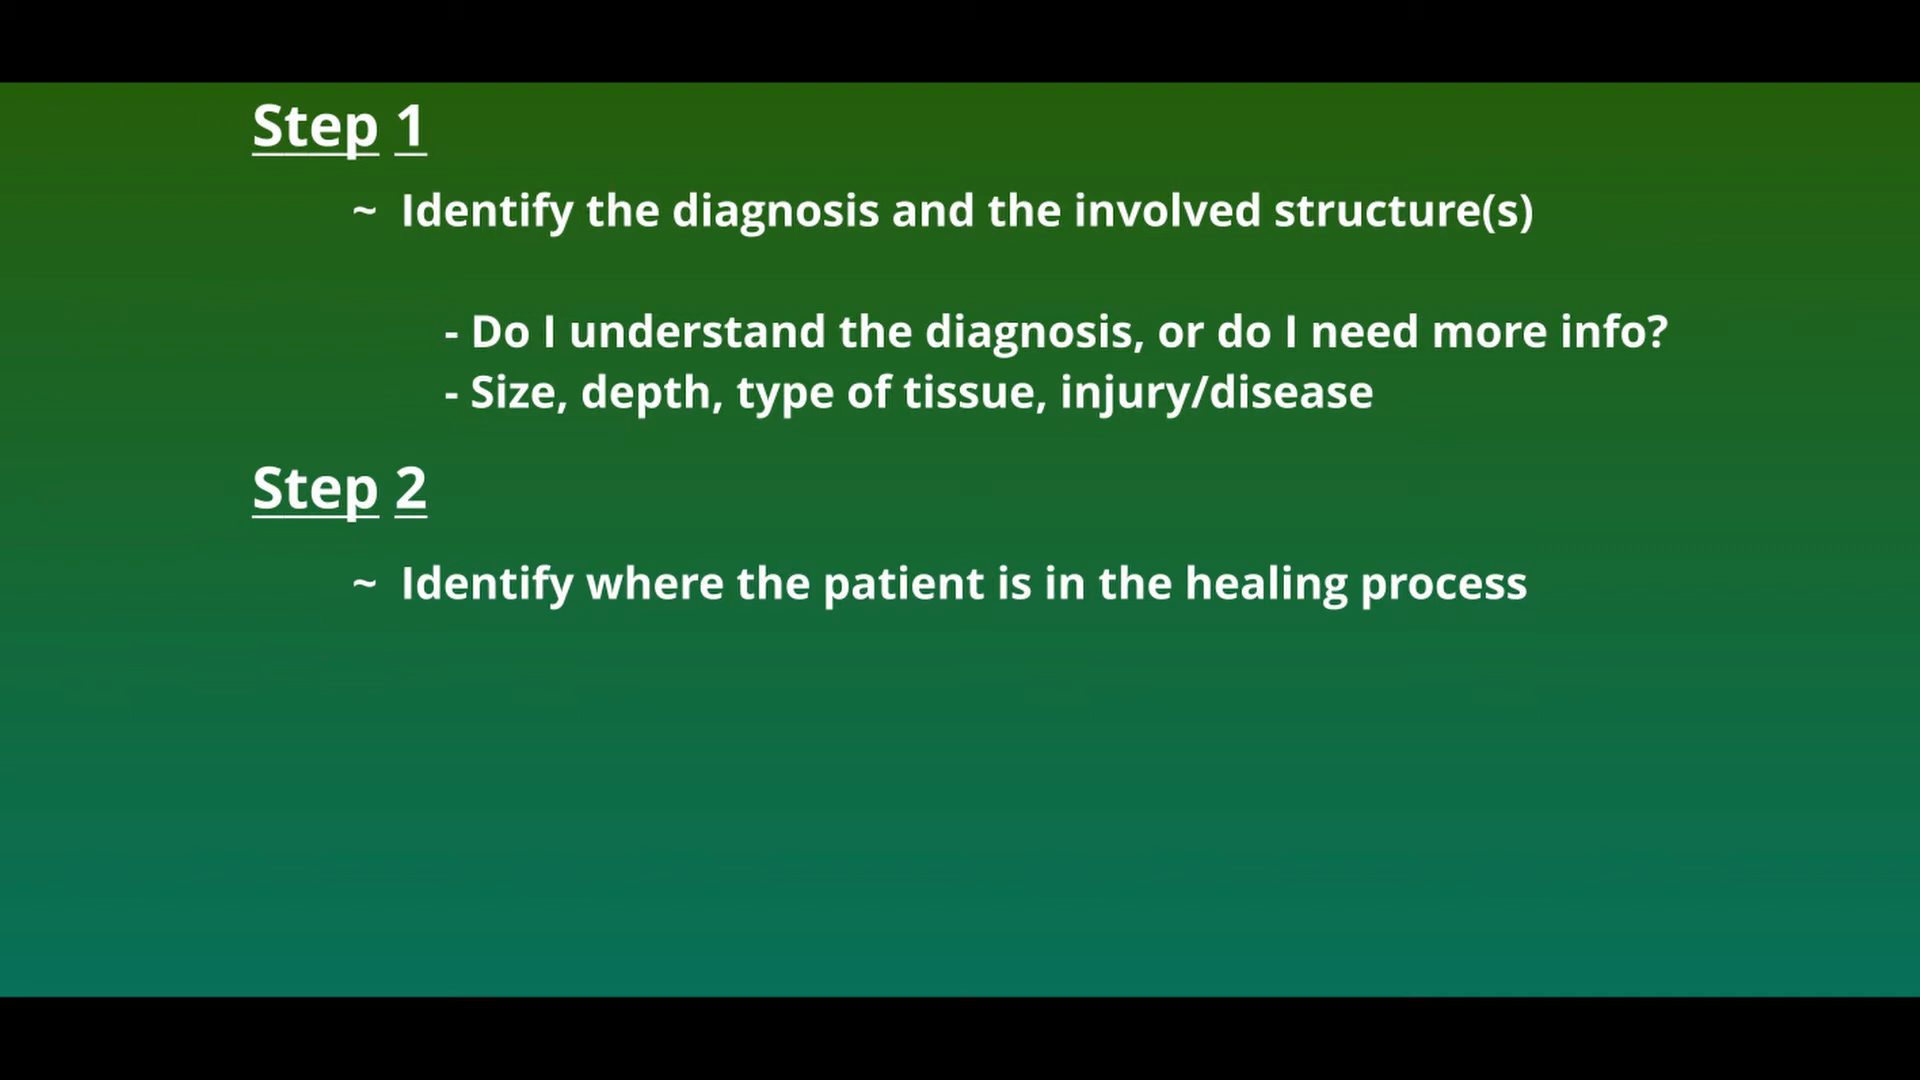 Step 1
~ Identify the diagnosis and the involved structure(s)
- Do I understand the diagnosis, or do I need more info?
- Size, depth, type of tissue, injury/disease
Step 2
~ Identify where the patient is in the healing process